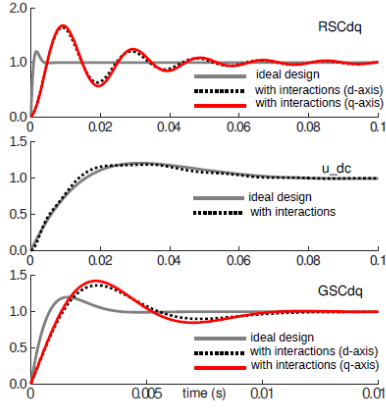 2.0
RSCdq
1.5
1.0
ideal design
with interactions (d-axis)
0.5
with interactions (q-axis)
0.0
0 0.02 0.04 0.06 0.08 0.1
1.5
u_dc
1.0
ideal design
0.5
with interactions
0.0
0 0.02 0.04 0.06 0.08 0.1
1.5
GSCdq
1.0
ideal design
0.5
with interactions (d-axis)
with interactions (q-axis)
0.0
0 0.005 time (s) 0.01 0.01